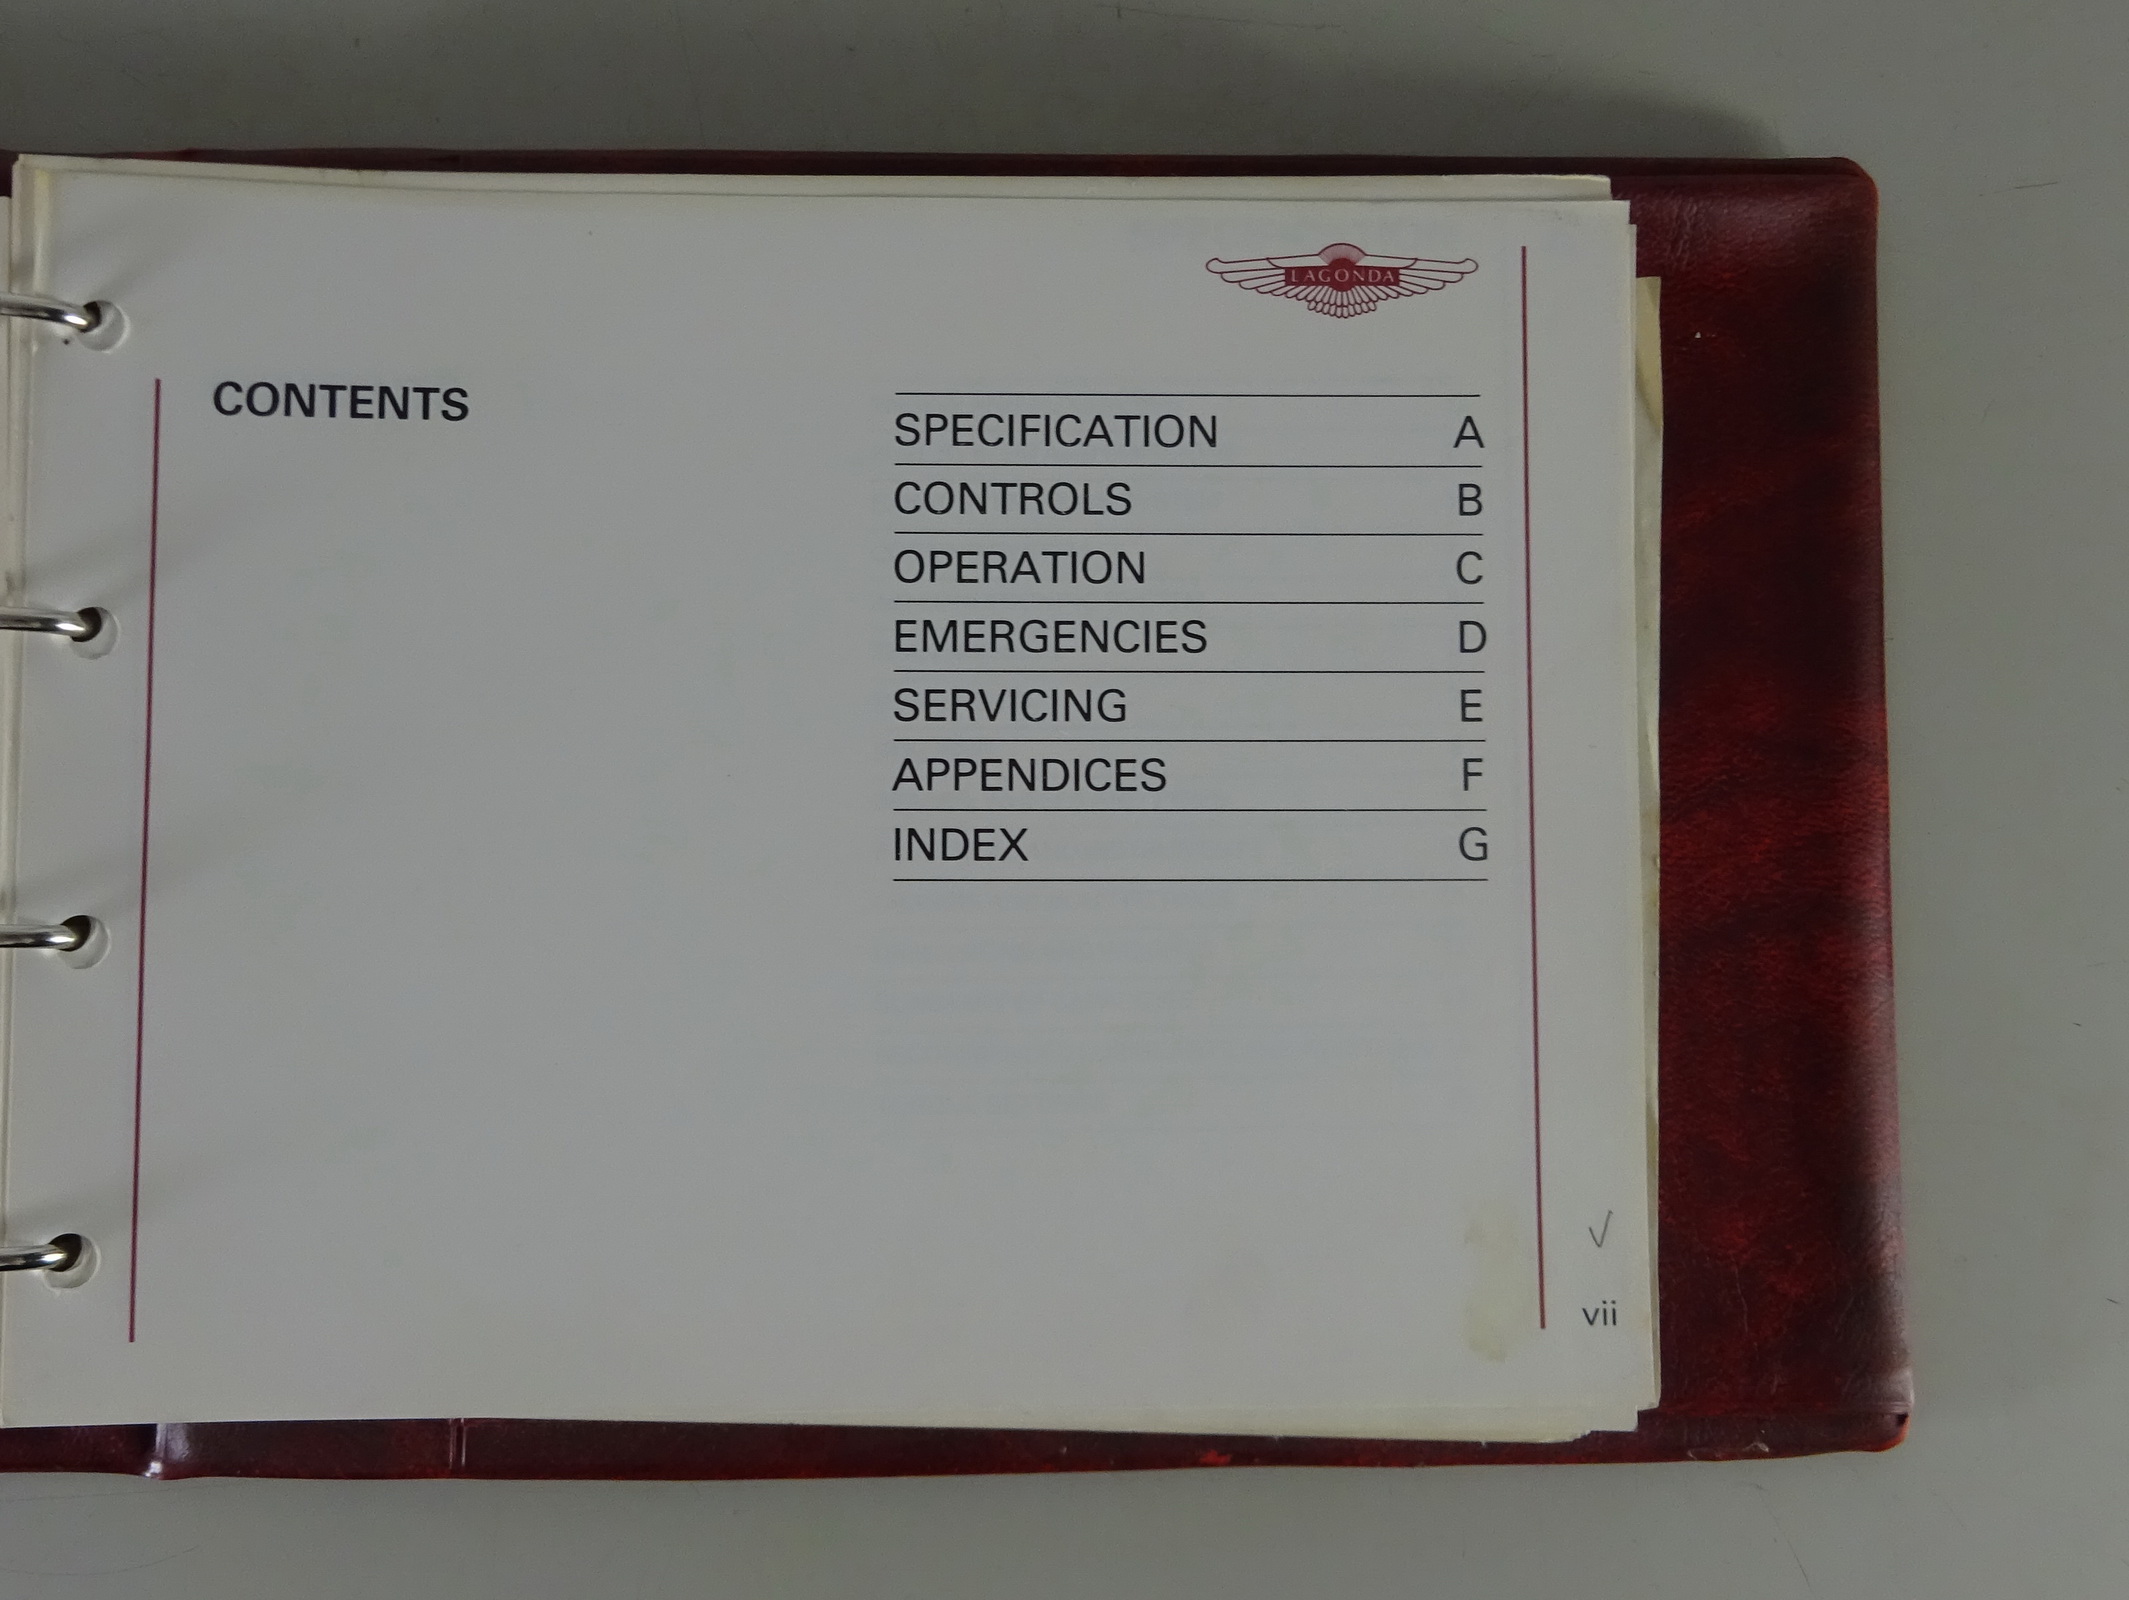 LAGONDA
CONTENTS
SPECIFICATION A
CONTROLS B
OPERATION C
EMERGENCIES D
SERVICING E
APPENDICES F
INDEX G
vii